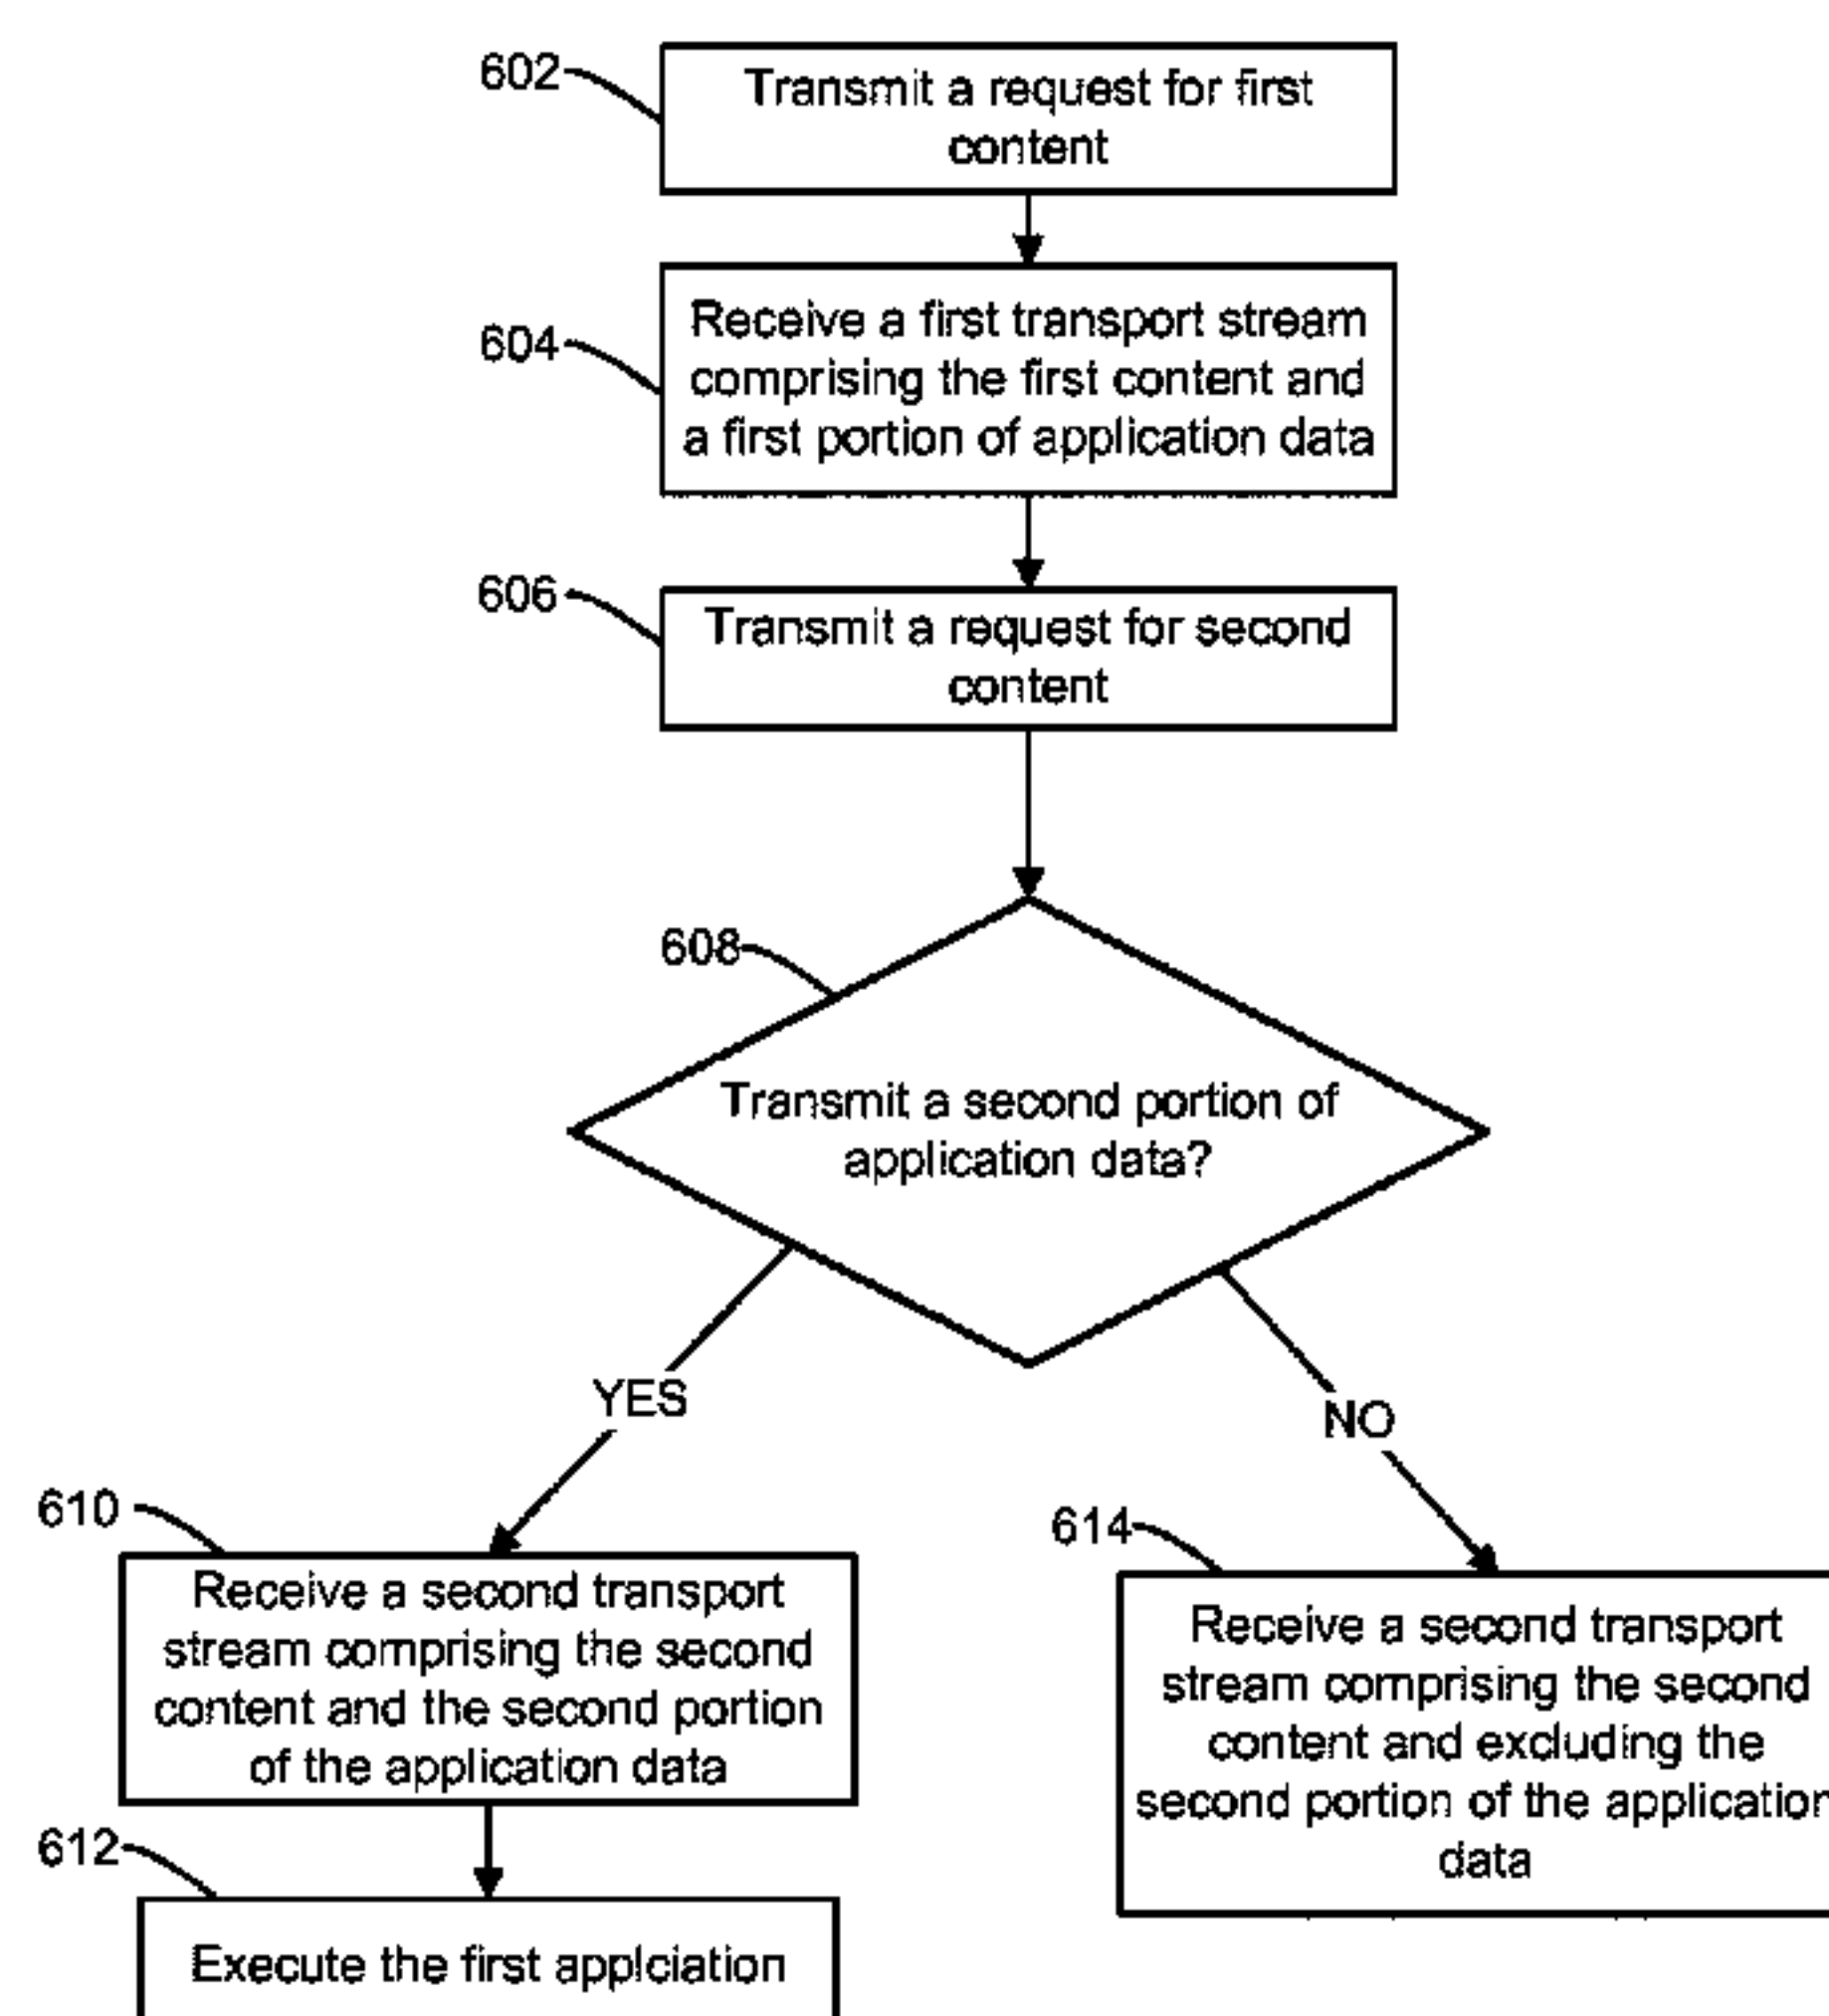 602
Transmit a request for first
content
604
Receive a first transport stream
comprising the first content and
a first portion of application data
606
Transmit a request for second
content
608
Transmit a second portion of
application data?
YES
NO
610
Receive a second transport
stream comprising the second
content and the second portion
of the application data
614
Receive a second transport
stream comprising the second
content and excluding the
second portion of the application
data
612
Execute the first applciation